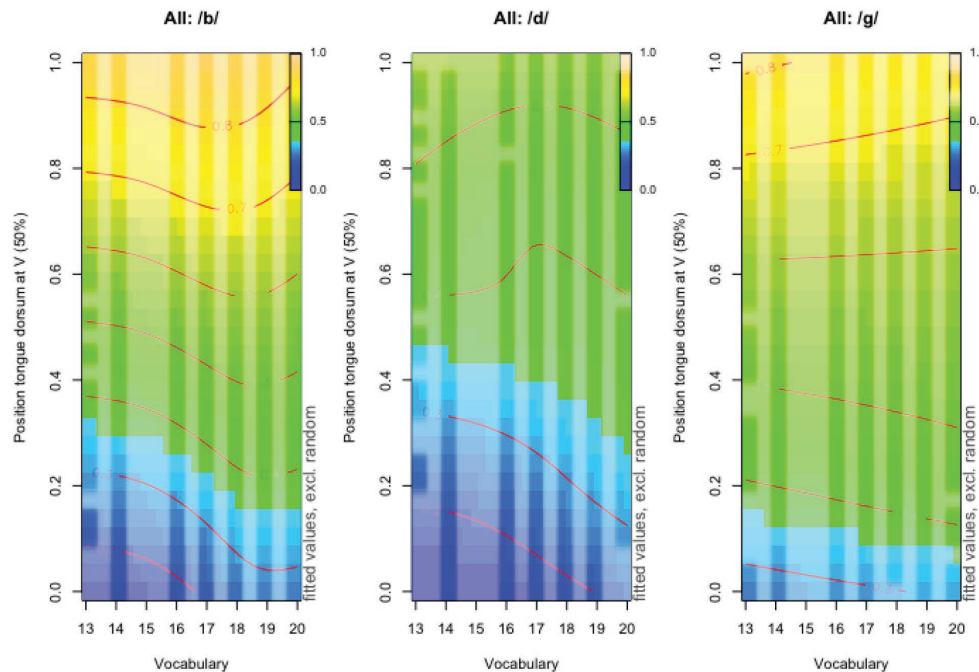 All: /b/
Position tongue dorsum at V (50%)
1.0
0.8
0.6
0.4
0.2
0.0
13 14 15 16 17 18 19 20
Vocabulary
1.0
0.5
0.0
0.8
0.7
fitted values, excl. random
All: /d/
Position tongue dorsum at V (50%)
1.0
0.8
0.6
0.4
0.2
0.0
13 14 15 16 17 18 19 20
Vocabulary
1.0
0.5
0.0
fitted values, excl. random
All: /g/
Position tongue dorsum at V (50%)
1.0
0.8
0.6
0.4
0.2
0.0
13 14 15 16 17 18 19 20
Vocabulary
0.8
0.7
fitted values, excl. random